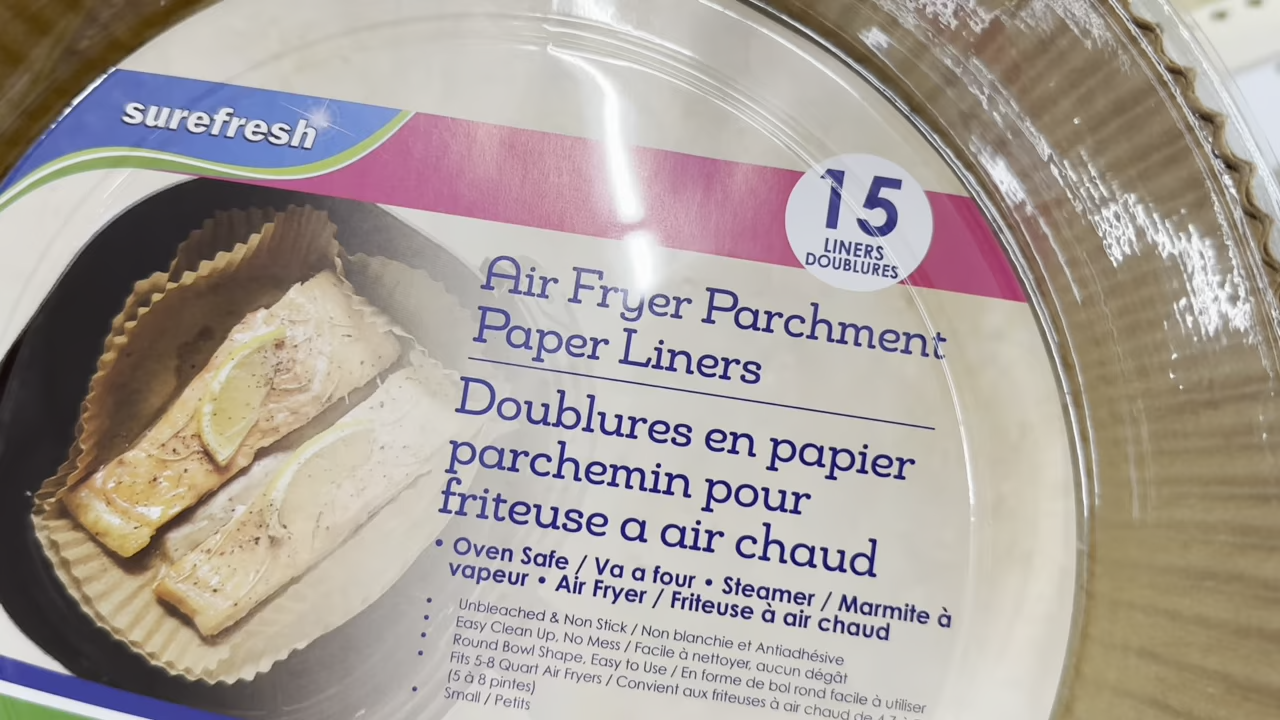 surefresh
15
LINERS
DOUBLURES
Air Fryer Parchment
Paper Liners
Doublures en papier
parchemin pour
friteuse a air chaud
• Oven Safe / Va a four • Steamer / Marmite à
vapeur • Air Fryer / Friteuse à air chaud
• Unbleached & Non Stick / Non blanchie et Antiadhésive
• Easy Clean Up, No Mess / Facile à nettoyer, aucun dégât
• Round Bowl Shape, Easy to Use / En forme de bol rond facile à utiliser
• Fits 5-8 Quart Air Fryers / Convient aux friteuses à air chaud de
(5 à 8 pintes)
• Small / Petits